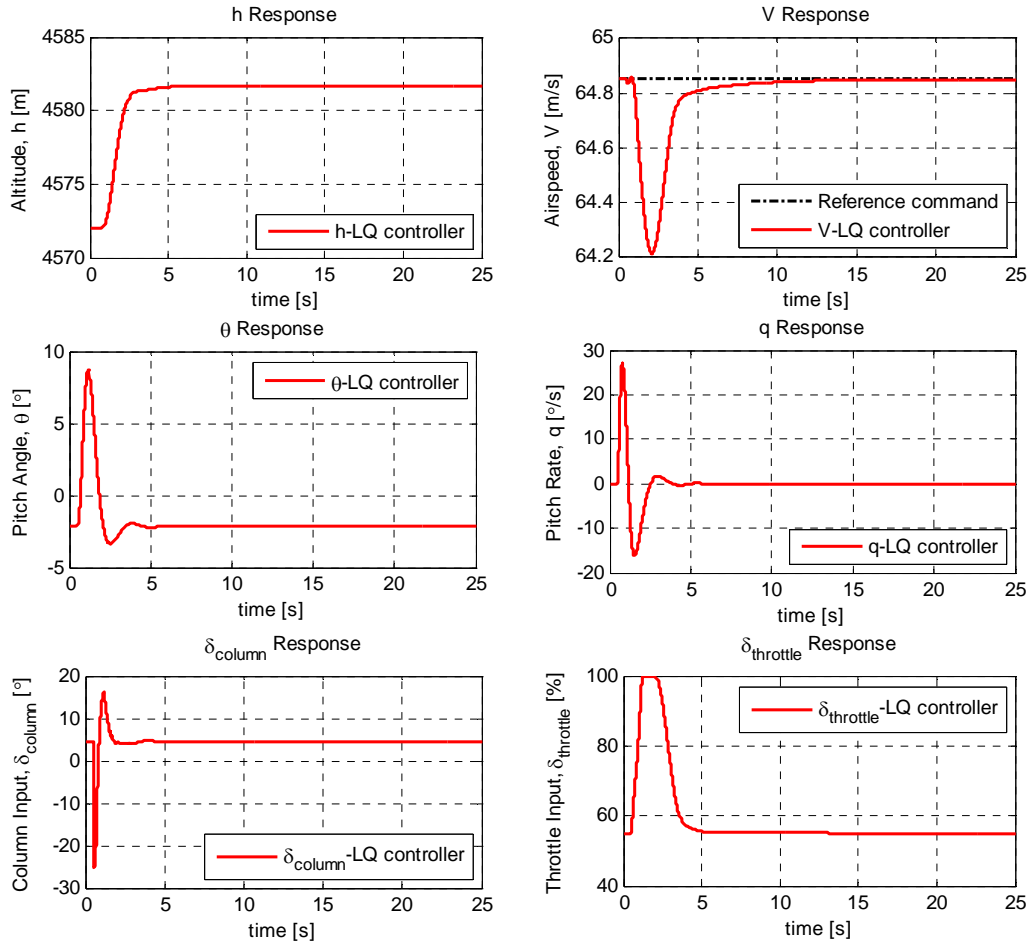 h Response
4585
4580
4575
4570
Altitude, h [m]
h-LQ controller
0 5 10 15 20 25
time [s]
V Response
65
64.8
64.6
64.4
64.2
Airspeed, V [m/s]
Reference command
V-LQ controller
0 5 10 15 20 25
time [s]
θ Response
10
5
0
-5
Pitch Angle, θ [°]
θ-LQ controller
0 5 10 15 20 25
time [s]
q Response
30
20
10
0
-10
-20
Pitch Rate, q [°/s]
q-LQ controller
0 5 10 15 20 25
time [s]
δcolumn Response
20
10
0
-10
-20
-30
Column Input, δcolumn [°]
δcolumn-LQ controller
0 5 10 15 20 25
time [s]
δthrottle Response
100
80
60
40
Throttle Input, δthrottle [%]
δthrottle-LQ controller
0 5 10 15 20 25
time [s]